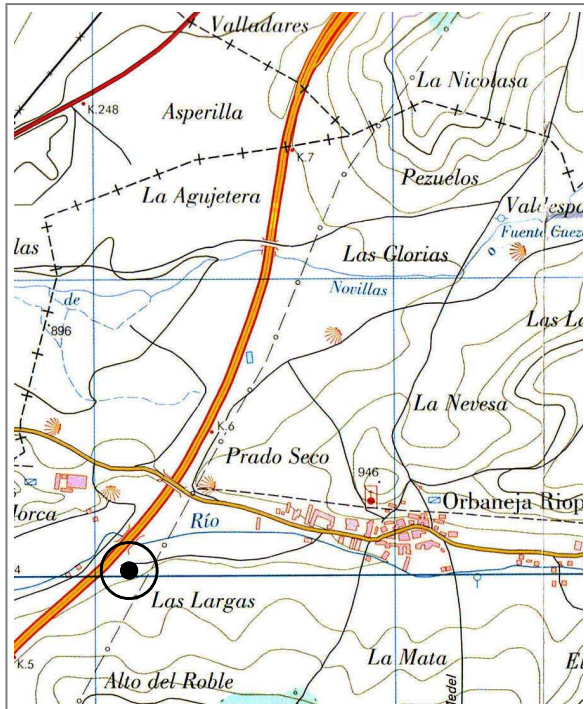 Valladares
La Nicolasa
K.248
Asperilla
K.7
Pezuelos
La Agujetera
Fuente
las
Las Glorias
de
Novillas
896
Las
La Nevesa
K.6
Prado Seco
946
Orbaneja Riop
Río
4
Las Largas
K.5
La Mata
Alto del Roble